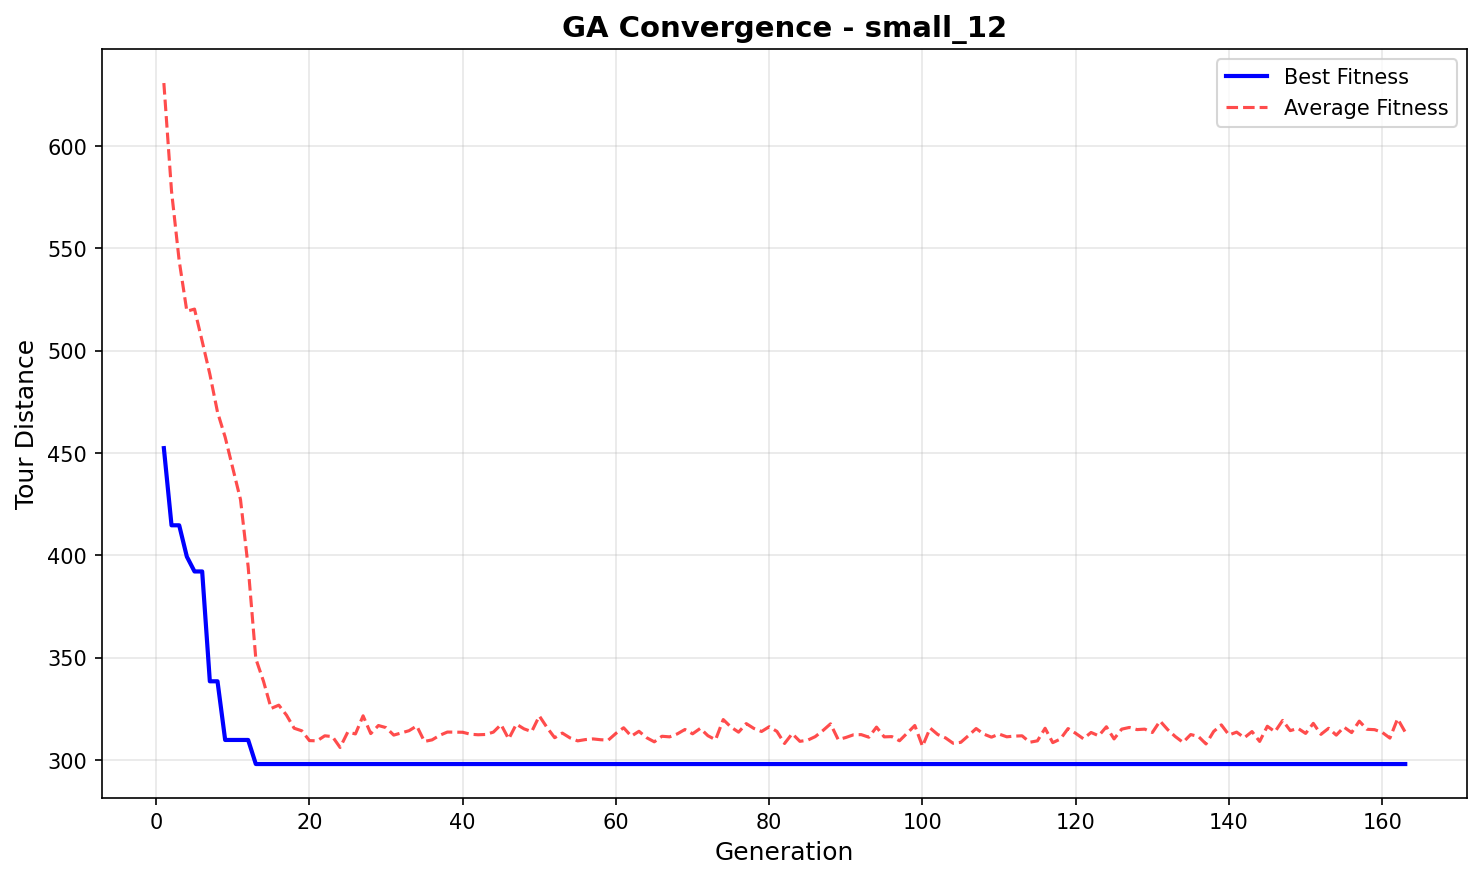 GA Convergence - small_12
Best Fitness
Average Fitness
600
550
500
450
400
350
300
Tour Distance
0 20 40 60 80 100 120 140 160
Generation